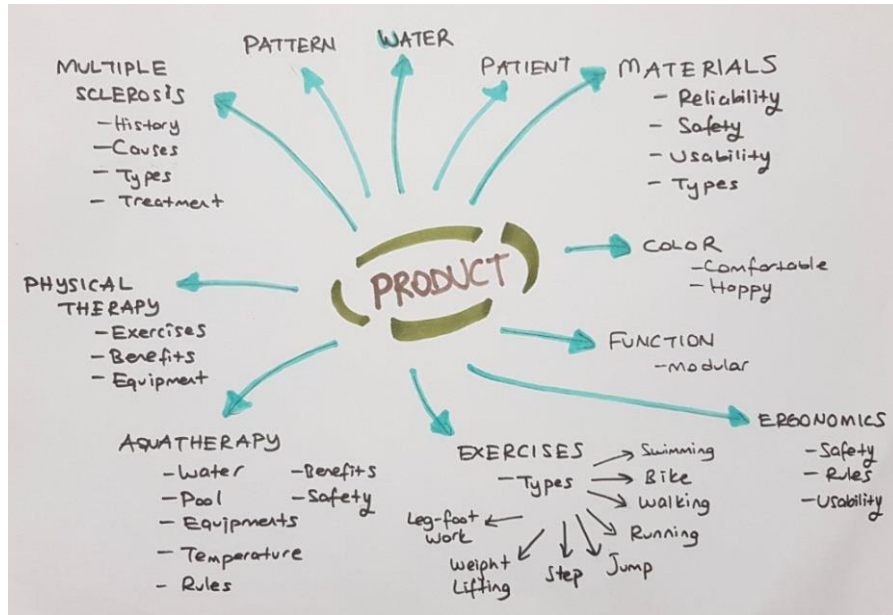 PRODUCT
MULTIPLE
SCLEROSIS
- History
- Causes
- Types
- Treatment
PATTERN
WATER
PATIENT
MATERIALS
- Reliability
- Safety
- Usability
- Types
COLOR
- Comfortable
- Happy
FUNCTION
- Modular
ERGONOMICS
- Safety
- Rules
- Usability
EXERCISES
- Types
Swimming
Bike
Walking
Running
Jump
Step
Weight
Lifting
Leg-foot
work
AQUATHERAPY
- Water
- Pool
- Equipments
- Temperature
- Rules
- Benefits
- Safety
PHYSICAL
THERAPY
- Exercises
- Benefits
- Equipment